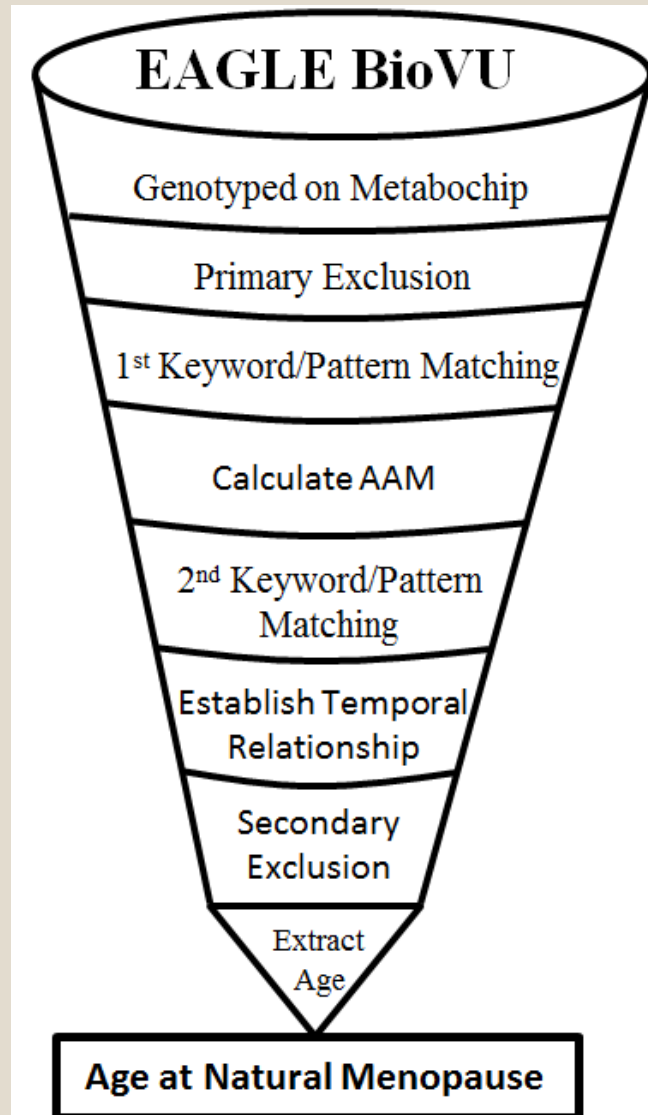 EAGLE BioVU
Genotyped on Metabochip
Primary Exclusion
1st Keyword/Pattern Matching
Calculate AAM
2nd Keyword/Pattern
Matching
Establish Temporal
Relationship
Secondary
Exclusion
Extract
Age
Age at Natural Menopause